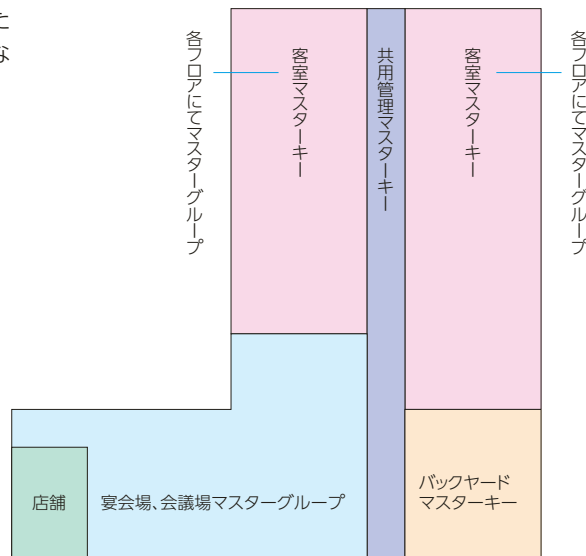 た
な
各フロアにてマスターグループ
客室マスターキー
共用管理マスターキー
客室マスターキー
各フロアにてマスターグループ
店舗
宴会場、会議場マスターグループ
バックヤード
マスターキー